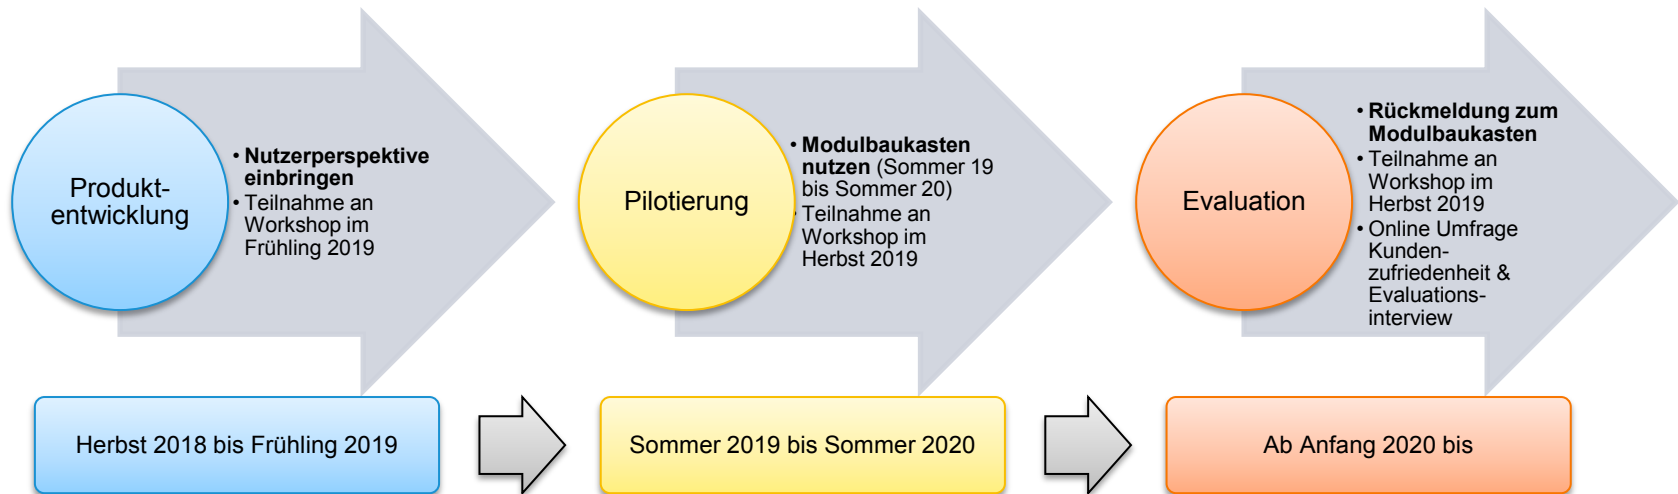 Produkt-
entwicklung
• Nutzerperspektive
einbringen
• Teilnahme an
Workshop im
Frühling 2019
Pilotierung
• Modulbaukasten
nutzen (Sommer 19
bis Sommer 20)
• Teilnahme an
Workshop im
Herbst 2019
Evaluation
• Rückmeldung zum
Modulbaukasten
• Teilnahme an
Workshop im
Herbst 2019
• Online Umfrage
Kunden-
zufriedenheit &
Evaluations-
interview
Herbst 2018 bis Frühling 2019
Sommer 2019 bis Sommer 2020
Ab Anfang 2020 bis